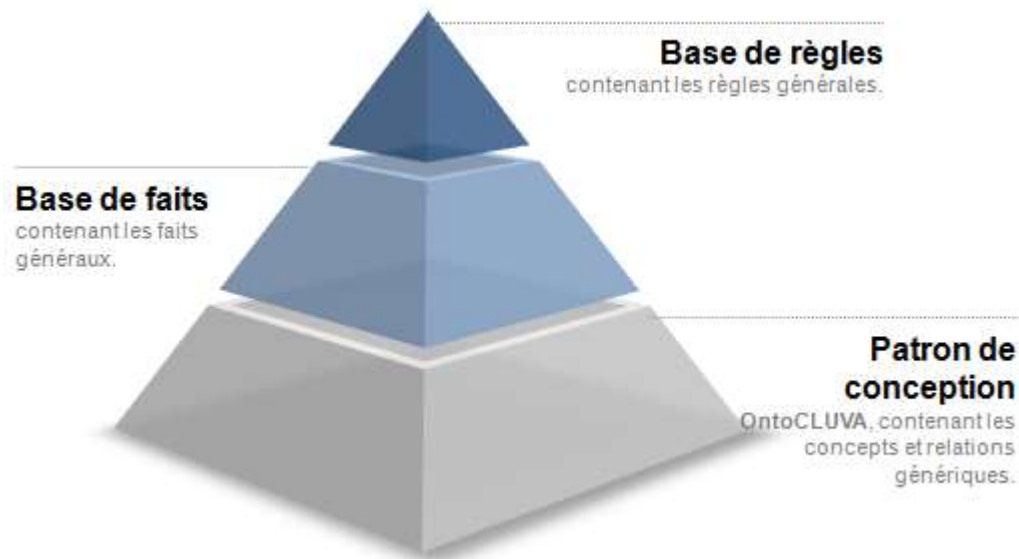 Base de règles
contenant les règles générales.
Base de faits
contenant les faits
généraux.
Patron de
conception
OntoCLUVA, contenant les
concepts et relations
génériques.